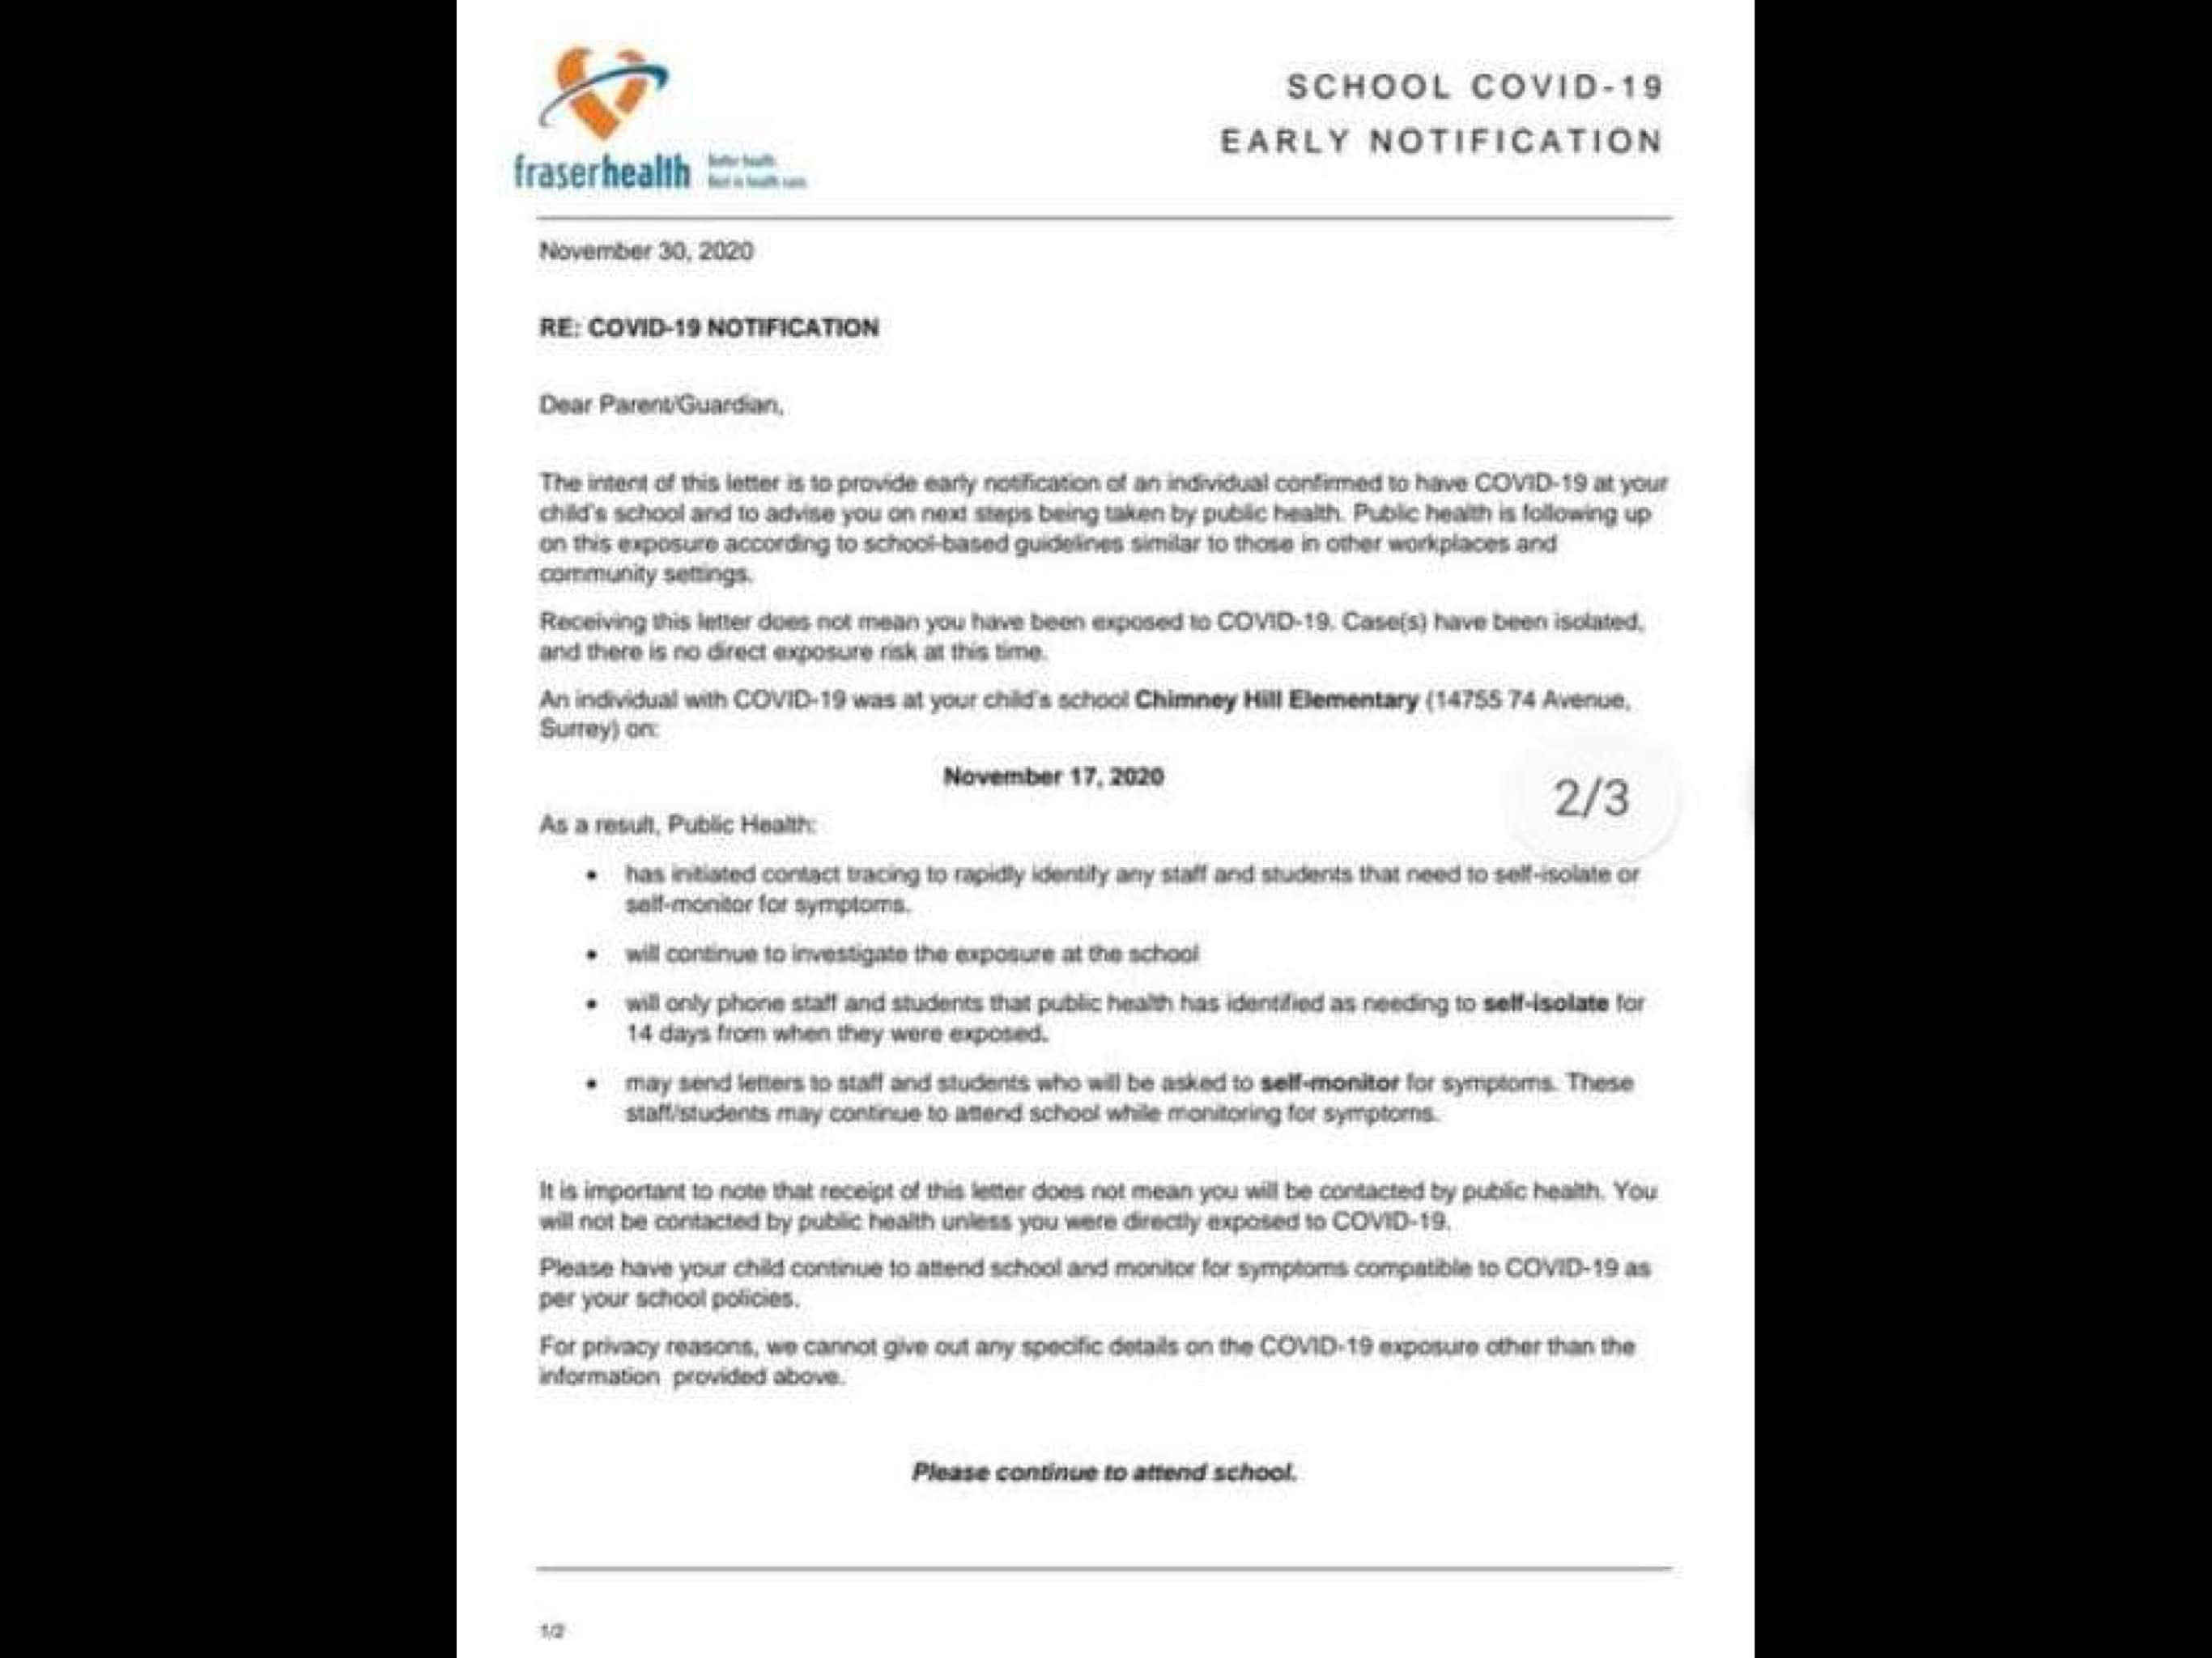 SCHOOL COVID-19
EARLY NOTIFICATION
fraserhealth
Better health.
Best in health care.
November 30, 2020
RE: COVID-19 NOTIFICATION
Dear Parent/Guardian,
The intent of this letter is to provide early notification of an individual confirmed to have COVID-19 at your
child's school and to advise you on next steps being taken by public health. Public health is following up
on this exposure according to school-based guidelines similar to those in other workplaces and
community settings.
Receiving this letter does not mean you have been exposed to COVID-19. Case(s) have been isolated,
and there is no direct exposure risk at this time.
An individual with COVID-19 was at your child's school Chimney Hill Elementary (14755 74 Avenue,
Surrey) on:
November 17, 2020
2/3
As a result, Public Health:
• has initiated contact tracing to rapidly identify any staff and students that need to self-isolate or
self-monitor for symptoms.
• will continue to investigate the exposure at the school
• will only phone staff and students that public health has identified as needing to self-isolate for
14 days from when they were exposed.
• may send letters to staff and students who will be asked to self-monitor for symptoms. These
staff/students may continue to attend school while monitoring for symptoms.
It is important to note that receipt of this letter does not mean you will be contacted by public health. You
will not be contacted by public health unless you were directly exposed to COVID-19.
Please have your child continue to attend school and monitor for symptoms compatible to COVID-19 as
per your school policies.
For privacy reasons, we cannot give out any specific details on the COVID-19 exposure other than the
information provided above.
Please continue to attend school.
1/2